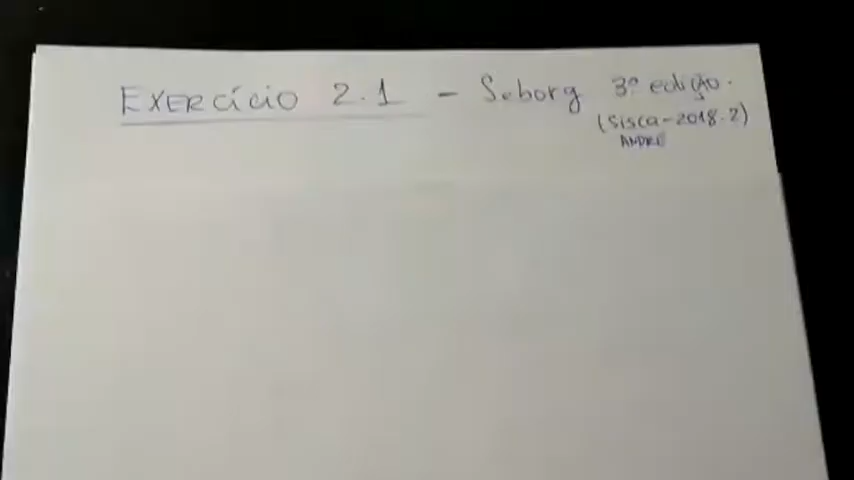 EXERCÍCIO 2.1 - Seborg 3ª edição.
(Sisca-2018.2)
ANDRÉ